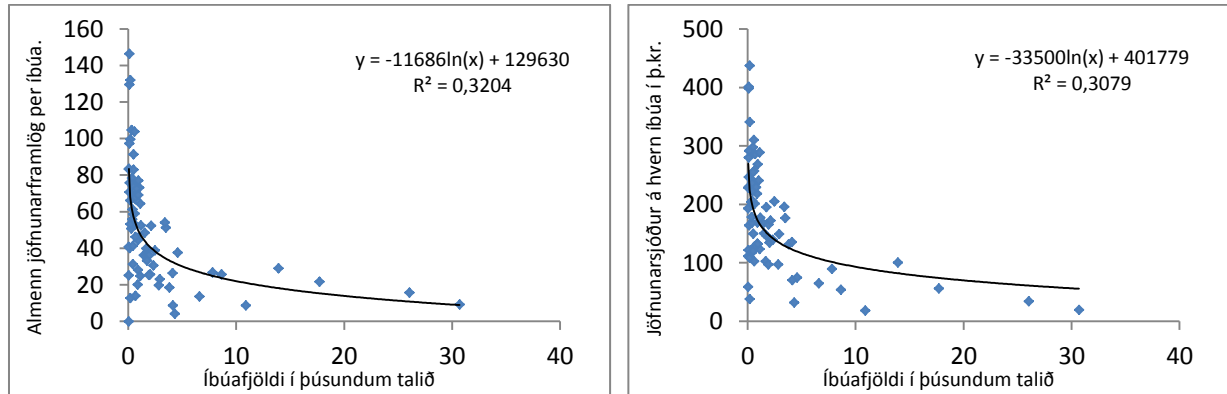 Almenn jöfnunarframlög per íbúa.
160
140
120
100
80
60
40
20
0
y = -11686ln(x) + 129630
R² = 0,3204
0 10 20 30 40
Íbúafjöldi í þúsundum talið
Jöfnunarsjóður á hvern íbúa í þ.kr.
500
400
300
200
100
0
y = -33500ln(x) + 401779
R² = 0,3079
0 10 20 30 40
Íbúafjöldi í þúsundum talið